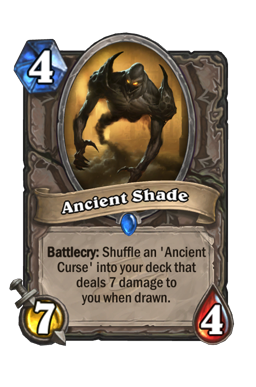 4
Ancient Shade
Battlecry: Shuffle an 'Ancient
Curse' into your deck that
deals 7 damage to
you when drawn.
7
4